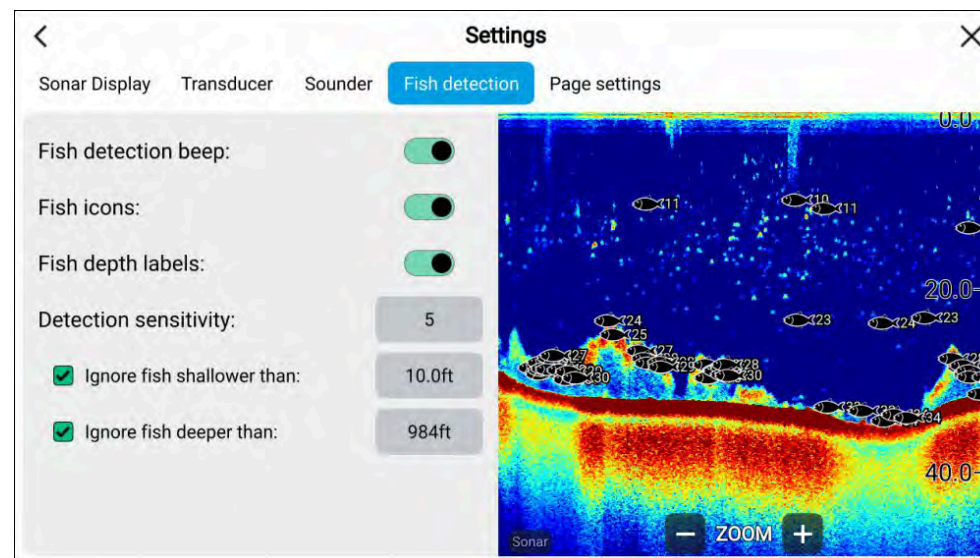 Settings
Sonar Display Transducer Sounder Fish detection Page settings
Fish detection beep:
Fish icons:
Fish depth labels:
Detection sensitivity: 5
Ignore fish shallower than: 10.0ft
Ignore fish deeper than: 984ft
0.0
11 10 11
20.0
24 23 24 23
25
27 27
28
30 30
29
34
40.0
Sonar
ZOOM